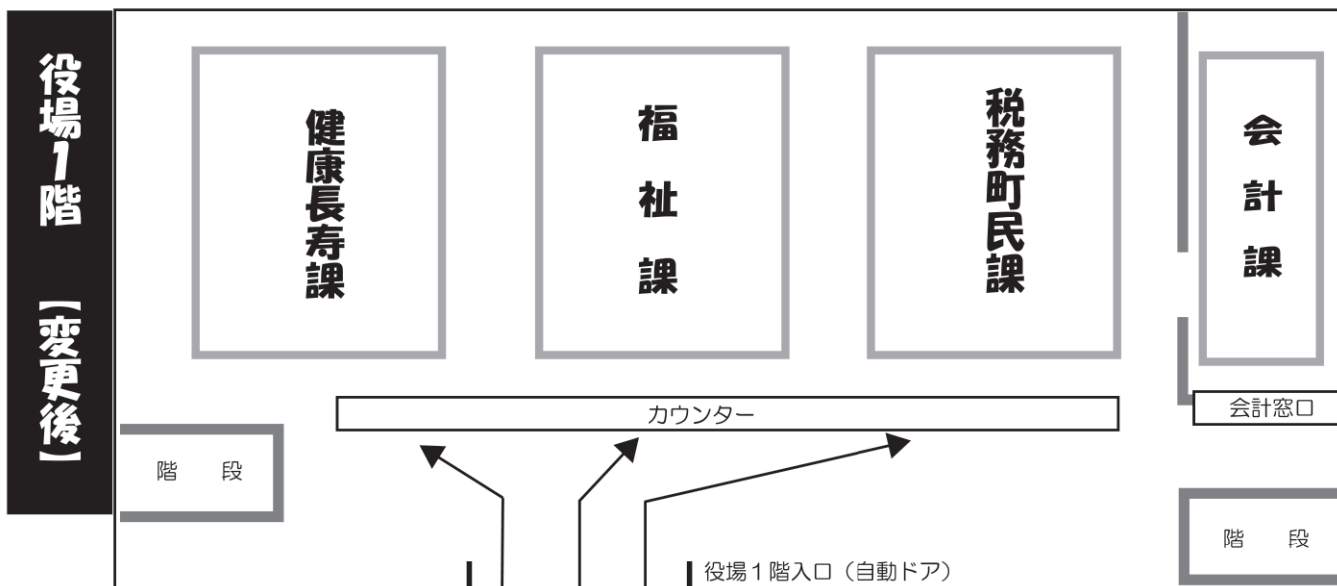 役場1階 【変更後】
健康長寿課
福祉課
税務町民課
会計課
カウンター
会計窓口
階 段
階 段
役場1階入口(自動ドア)